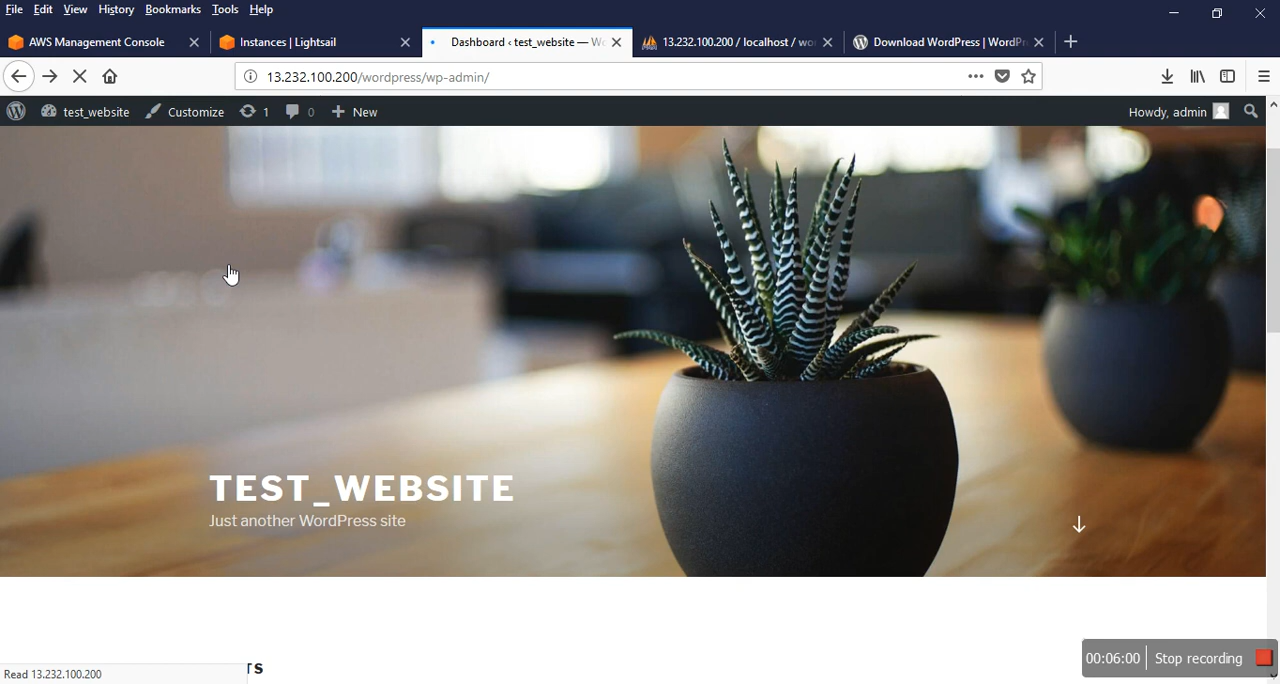 File Edit View History Bookmarks Tools Help
AWS Management Console
Instances | Lightsail
Dashboard ‹ test_website — W
13.232.100.200 / localhost / wo
Download WordPress | WordPr
13.232.100.200/wordpress/wp-admin/
test_website Customize 1 0 New Howdy, admin
TEST_WEBSITE
Just another WordPress site
TS
Read 13.232.100.200
00:06:00 Stop recording